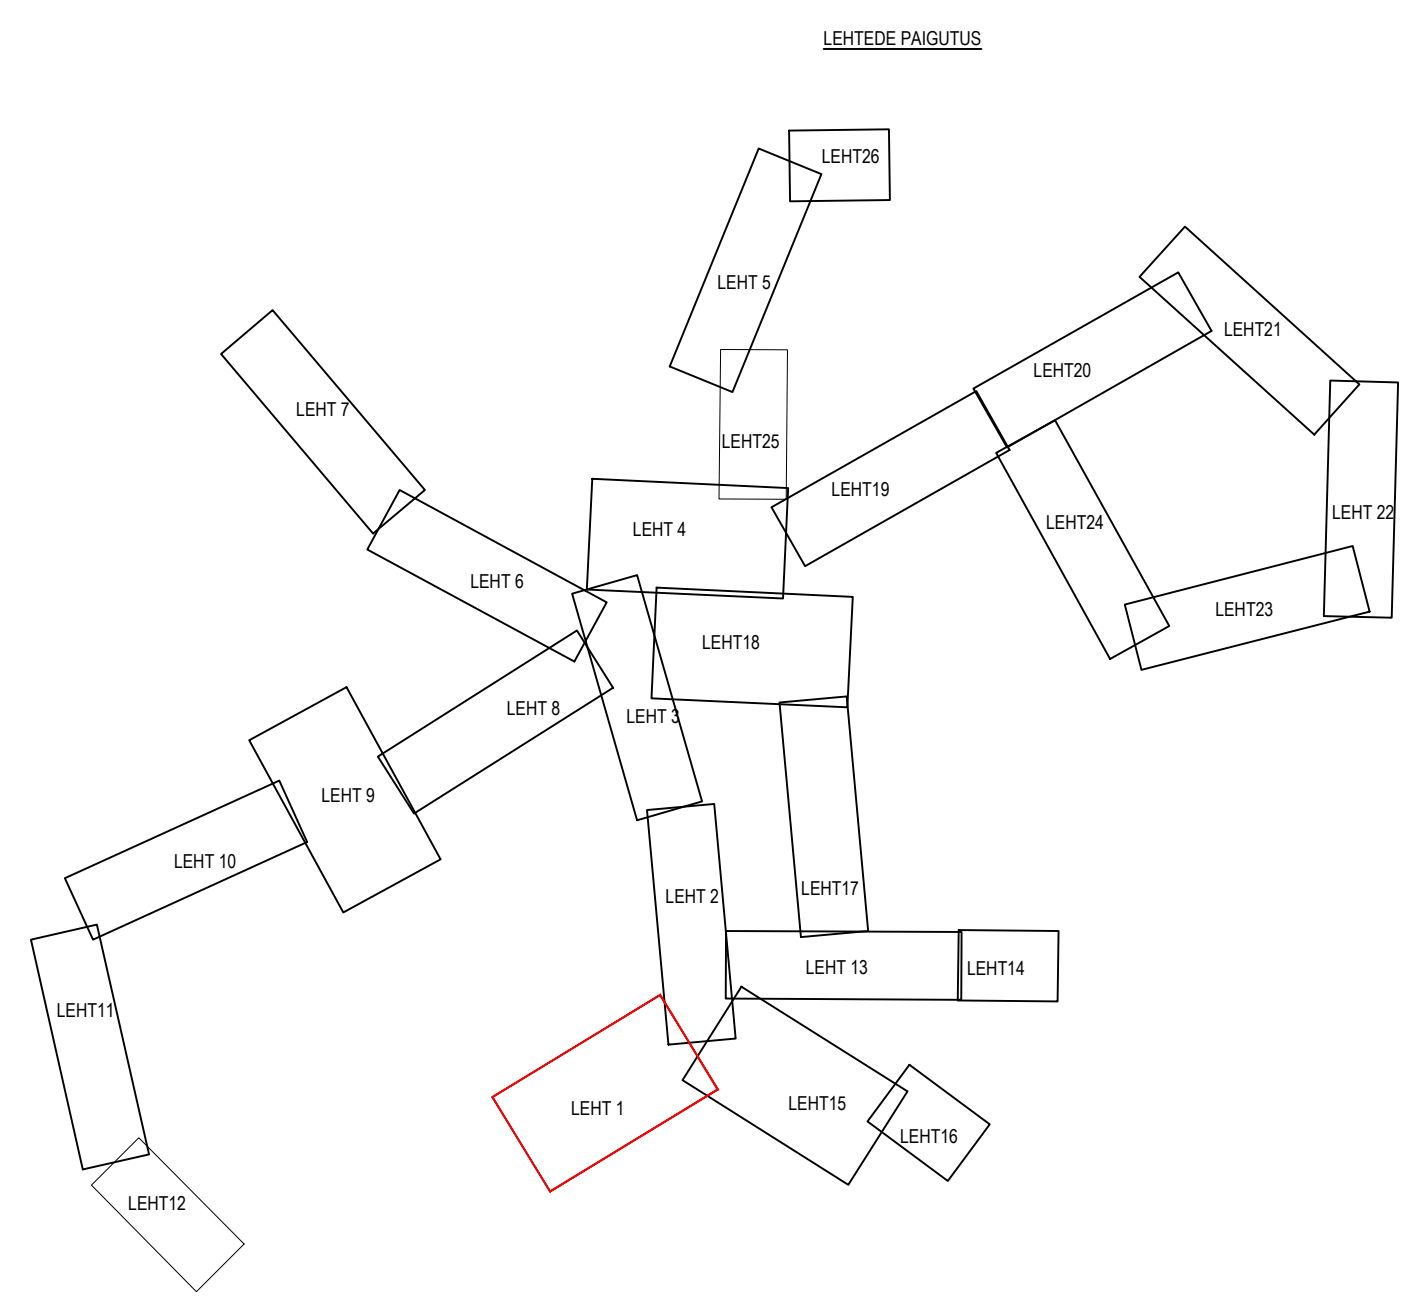 LEHTEDE PAIGUTUS
LEHT26
LEHT 5
LEHT21
LEHT20
LEHT 7
LEHT25
LEHT19
LEHT 22
LEHT24
LEHT 4
LEHT 6
LEHT23
LEHT18
LEHT 8
LEHT 3
LEHT 9
LEHT 10
LEHT17
LEHT 2
LEHT 13
LEHT14
LEHT11
LEHT15
LEHT 1
LEHT16
LEHT12